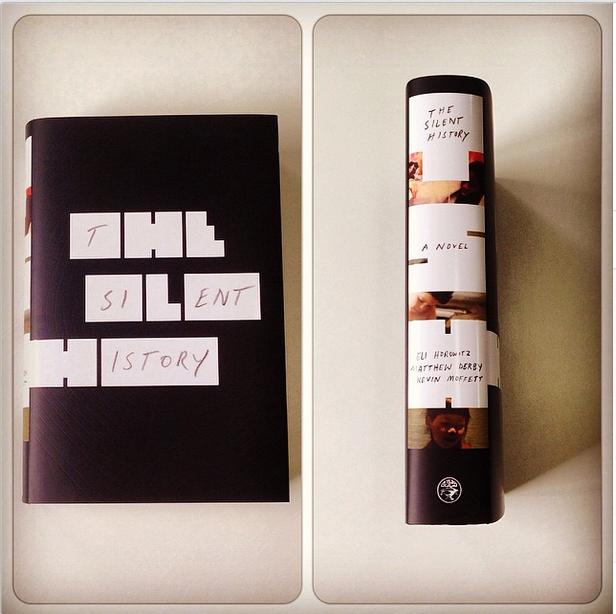 THE
SILENT
HISTORY
THE
SILENT
HISTORY
A NOVEL
ELI HOROWITZ
MATTHEW DERBY
KEVIN MOFFETT